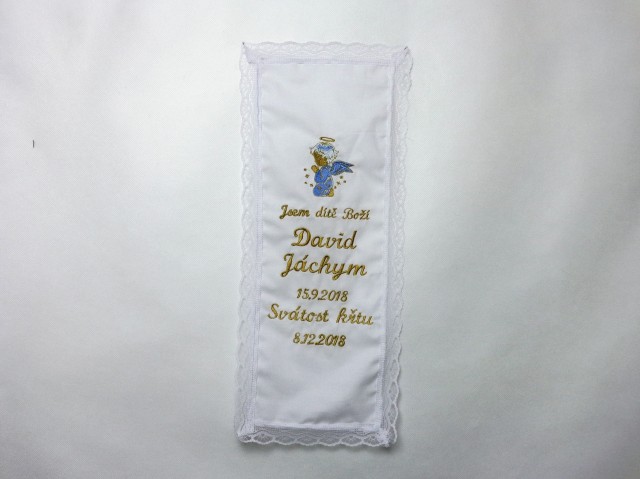 Jsem dítě Boží
David
Jáchym
15.9.2018
Svátost křtu
8.12.2018